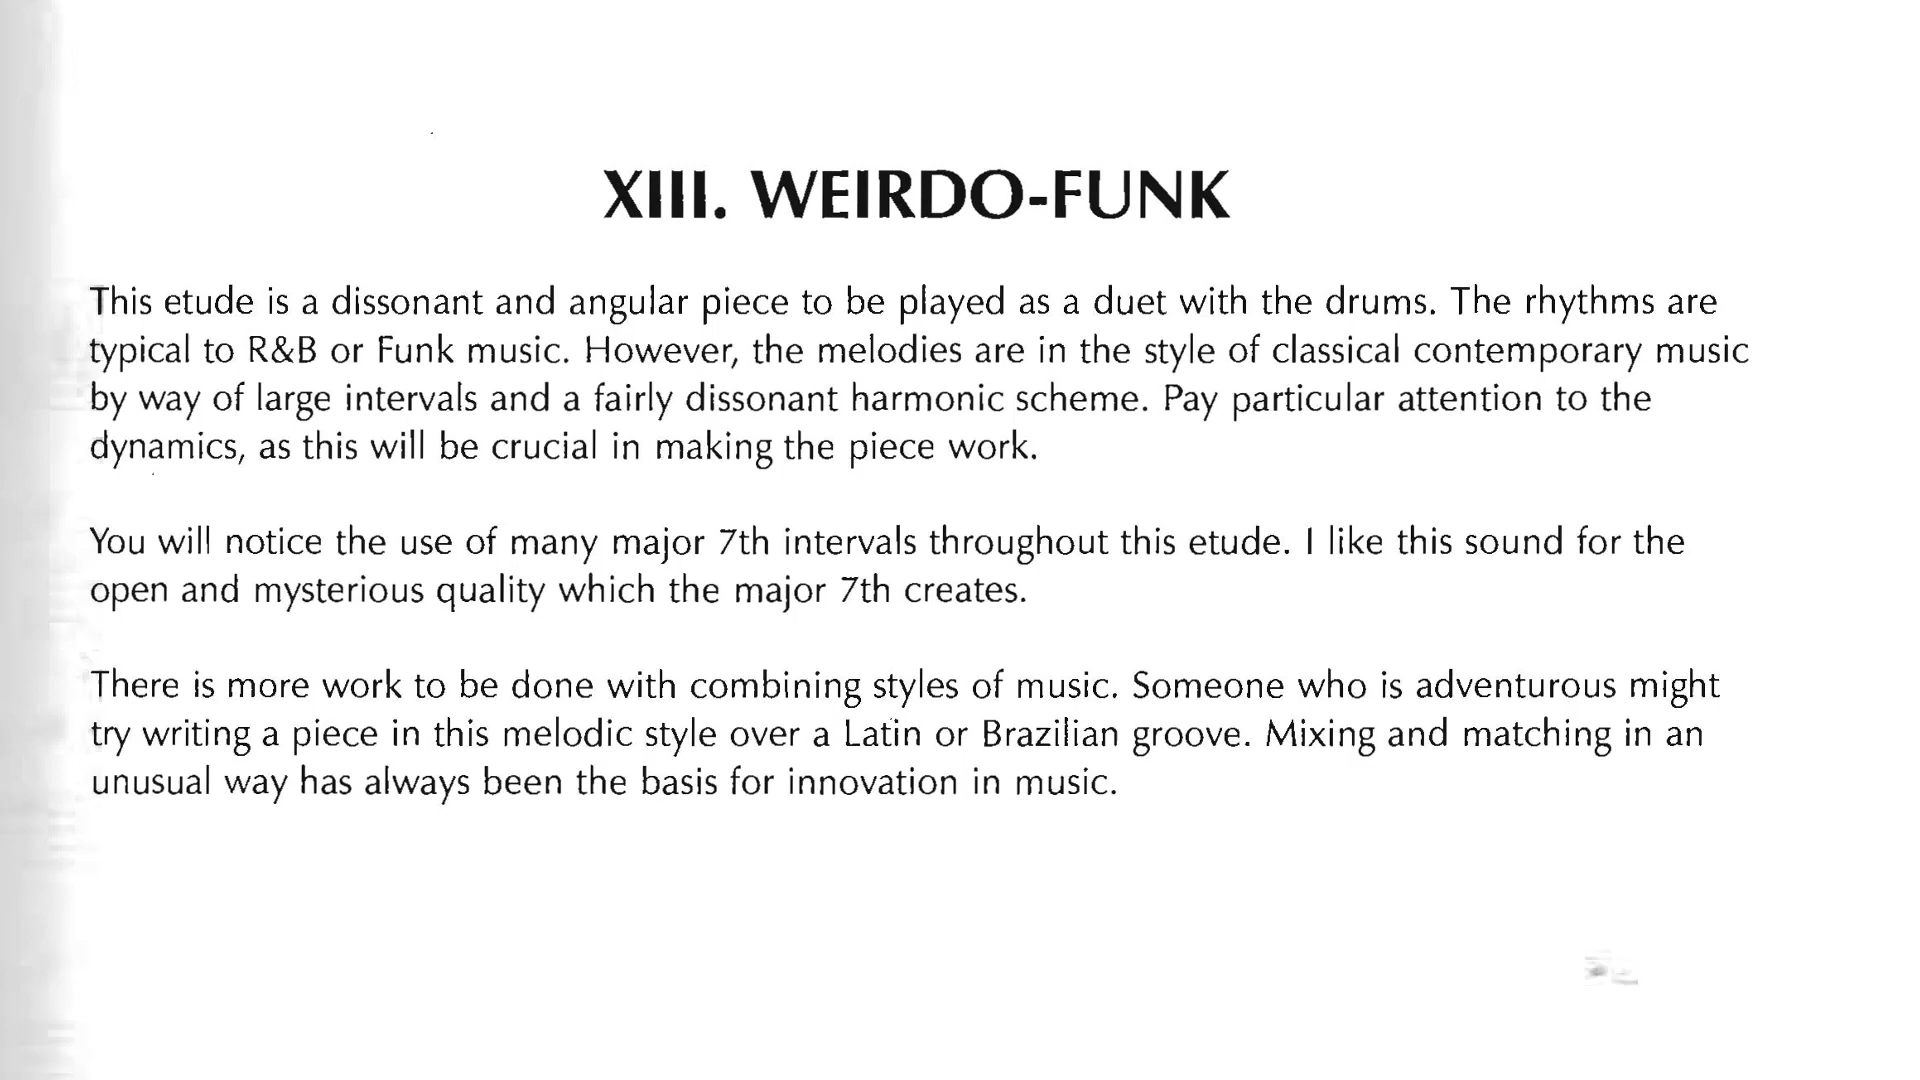 XIII. WEIRDO-FUNK
This etude is a dissonant and angular piece to be played as a duet with the drums. The rhythms are
typical to R&B or Funk music. However, the melodies are in the style of classical contemporary music
by way of large intervals and a fairly dissonant harmonic scheme. Pay particular attention to the
dynamics, as this will be crucial in making the piece work.
You will notice the use of many major 7th intervals throughout this etude. I like this sound for the
open and mysterious quality which the major 7th creates.
There is more work to be done with combining styles of music. Someone who is adventurous might
try writing a piece in this melodic style over a Latin or Brazilian groove. Mixing and matching in an
unusual way has always been the basis for innovation in music.